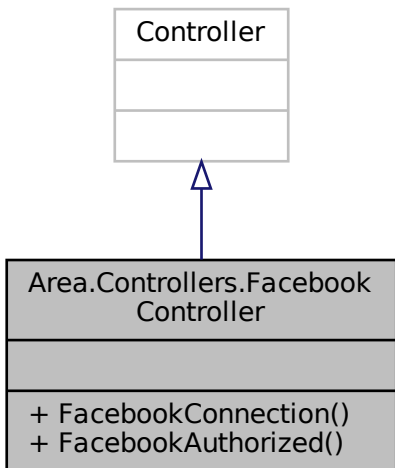 Controller
Area.Controllers.Facebook
Controller
+ FacebookConnection()
+ FacebookAuthorized()